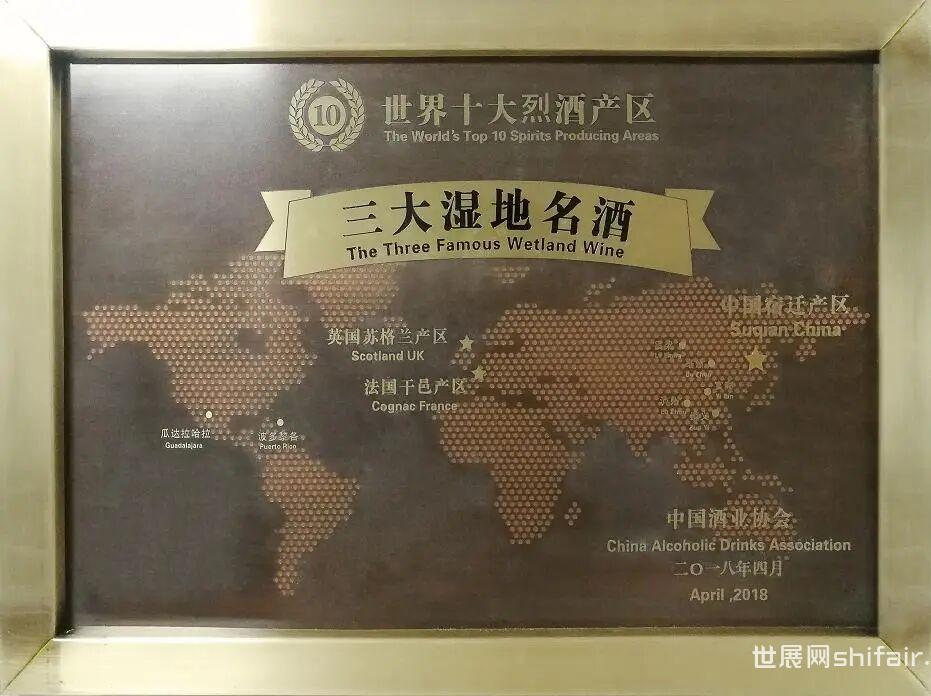 10
世界十大烈酒产区
The World's Top 10 Spirits Producing Areas
三大湿地名酒
The Three Famous Wetland Wine
中国宿迁产区
Suqian China
英国苏格兰产区
Scotland UK
法国干邑产区
Cognac France
瓜达拉哈拉
Guadalajara
波多黎各
Puerto Rico
中国酒业协会
China Alcoholic Drinks Association
二〇一八年四月
April ,2018
世展网shifair.